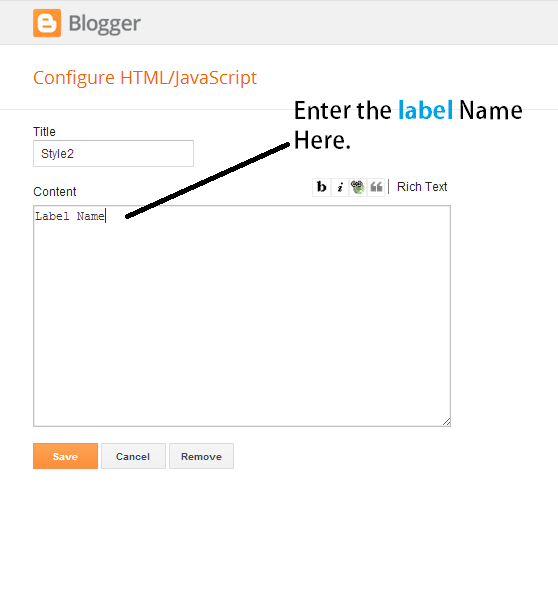 Blogger
Configure HTML/JavaScript
Enter the label Name
Here.
Title
Style2
Content
b i Rich Text
Label Name
Save Cancel Remove